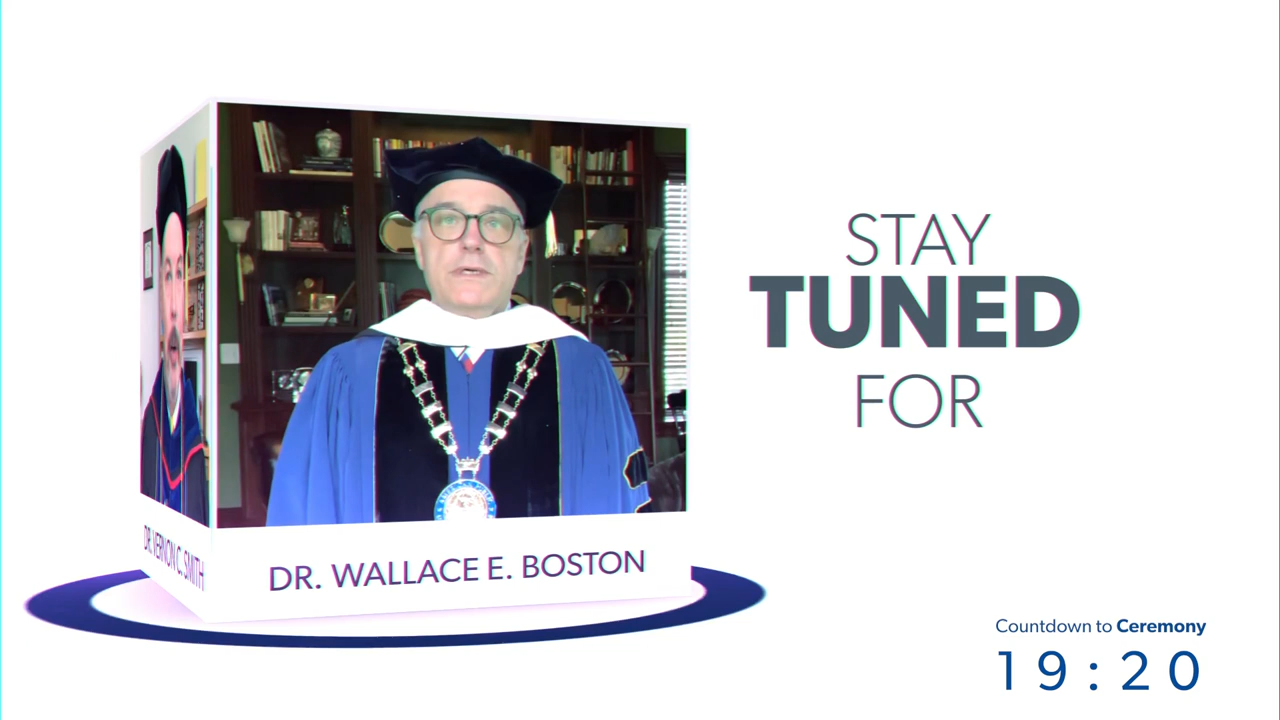 STAY
TUNED
FOR
DR. VERNON C. SMITH
DR. WALLACE E. BOSTON
Countdown to Ceremony
19:20